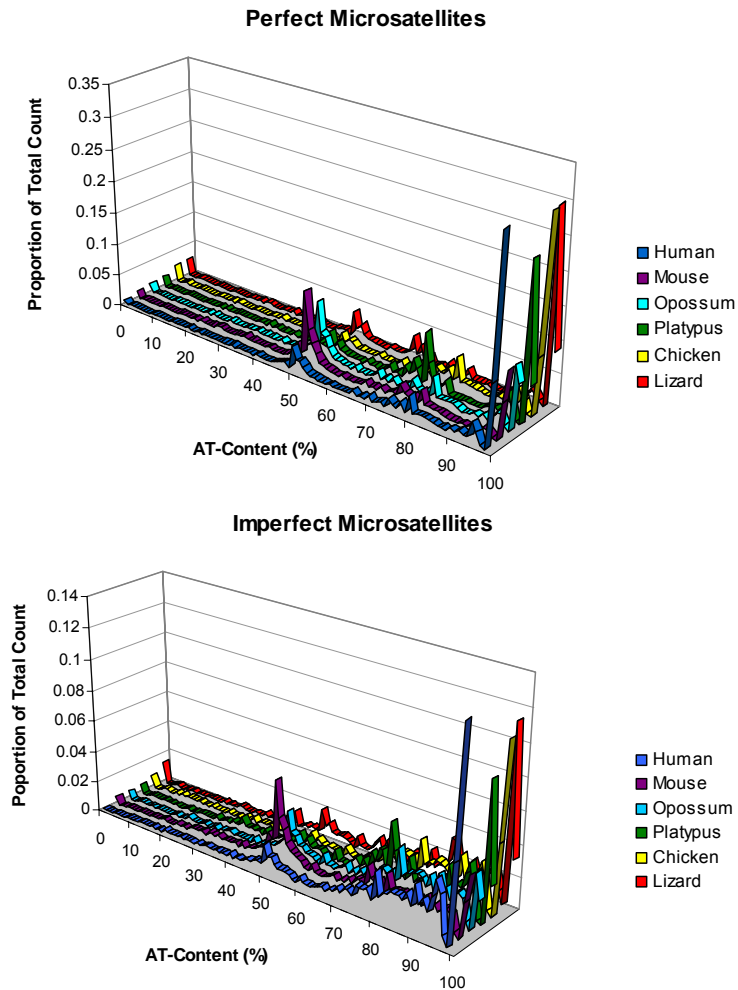 Perfect Microsatellites
Proportion of Total Count
0.35
0.3
0.25
0.2
0.15
0.1
0.05
0
0
10
20
30
40
50
60
70
80
90
100
AT-Content (%)
Human
Mouse
Opossum
Platypus
Chicken
Lizard
Imperfect Microsatellites
Poportion of Total Count
0.14
0.12
0.1
0.08
0.06
0.04
0.02
0
0
10
20
30
40
50
60
70
80
90
100
AT-Content (%)
Human
Mouse
Opossum
Platypus
Chicken
Lizard